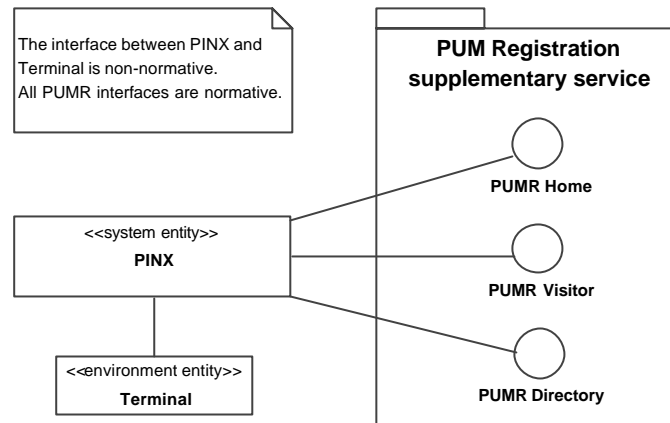 The interface between PINX and
Terminal is non-normative.
All PUMR interfaces are normative.
PUM Registration
supplementary service
PUMR Home
<<system entity>>
PINX
PUMR Visitor
<<environment entity>>
Terminal
PUMR Directory